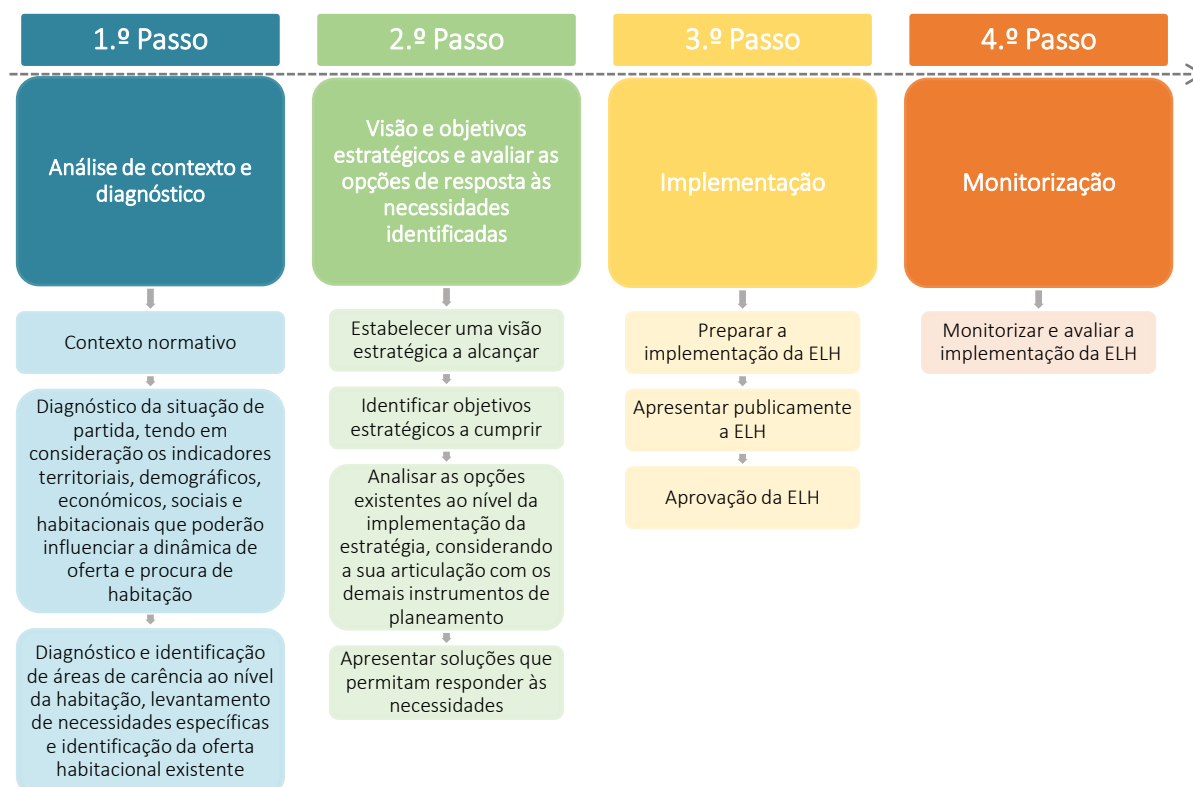 1.º Passo
Análise de contexto e
diagnóstico
Contexto normativo
Diagnóstico da situação de
partida, tendo em
consideração os indicadores
territoriais, demográficos,
económicos, sociais e
habitacionais que poderão
influenciar a dinâmica de
oferta e procura de
habitação
Diagnóstico e identificação
de áreas de carência ao nível
da habitação, levantamento
de necessidades específicas
e identificação da oferta
habitacional existente
2.º Passo
Visão e objetivos
estratégicos e avaliar as
opções de resposta às
necessidades
identificadas
Estabelecer uma visão
estratégica a alcançar
Identificar objetivos
estratégicos a cumprir
Analisar as opções
existentes ao nível da
implementação da
estratégia, considerando
a sua articulação com os
demais instrumentos de
planeamento
Apresentar soluções que
permitam responder às
necessidades
3.º Passo
Implementação
Preparar a
implementação da ELH
Apresentar publicamente
a ELH
Aprovação da ELH
4.º Passo
Monitorização
Monitorizar e avaliar a
implementação da ELH